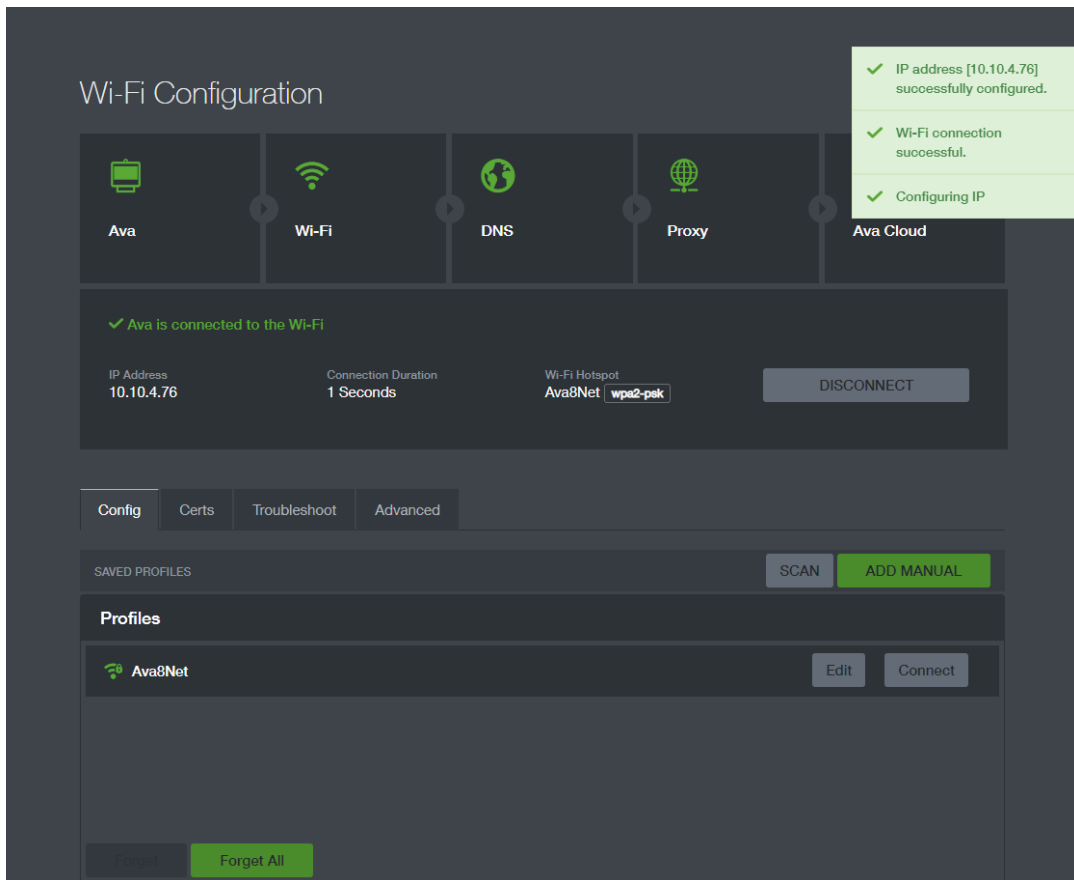 IP address [10.10.4.76]
successfully configured.
Wi-Fi Configuration
Wi-Fi connection
successful.
Configuring IP
Ava
Wi-Fi
DNS
Proxy
Ava Cloud
Ava is connected to the Wi-Fi
IP Address
Connection Duration
Wi-Fi Hotspot
10.10.4.76
1 Seconds
Ava8Net wpa2-psk
DISCONNECT
Config
Certs
Troubleshoot
Advanced
SAVED PROFILES
SCAN
ADD MANUAL
Profiles
Ava8Net
Edit
Connect
Forget
Forget All